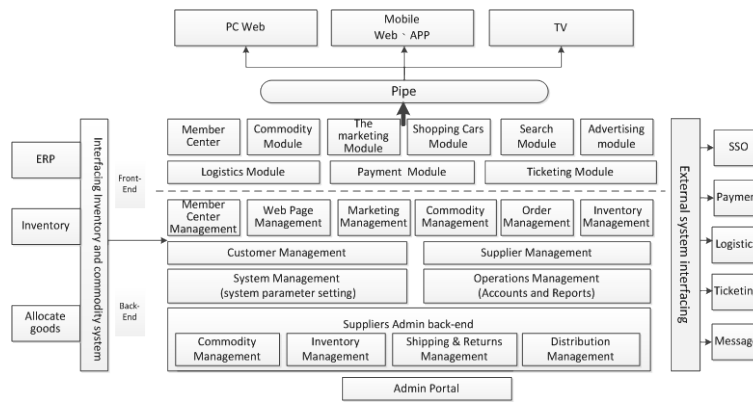 PC Web
Mobile
Web、APP
TV
Pipe
Member
Center
Commodity
Module
The
marketing
Module
Shopping Cars
Module
Search
Module
Advertising
module
Logistics Module
Payment Module
Ticketing Module
Front-
End
ERP
Inventory
Allocate
goods
Interfacing Inventory and commodity system
Member
Center
Management
Web Page
Management
Marketing
Management
Commodity
Management
Order
Management
Inventory
Management
Customer Management
Supplier Management
System Management
(system parameter setting)
Operations Management
(Accounts and Reports)
Back-
End
Suppliers Admin back-end
Commodity
Management
Inventory
Management
Shipping & Returns
Management
Distribution
Management
Admin Portal
External system interfacing
SSO
Payment
Logistics
Ticketing
Message